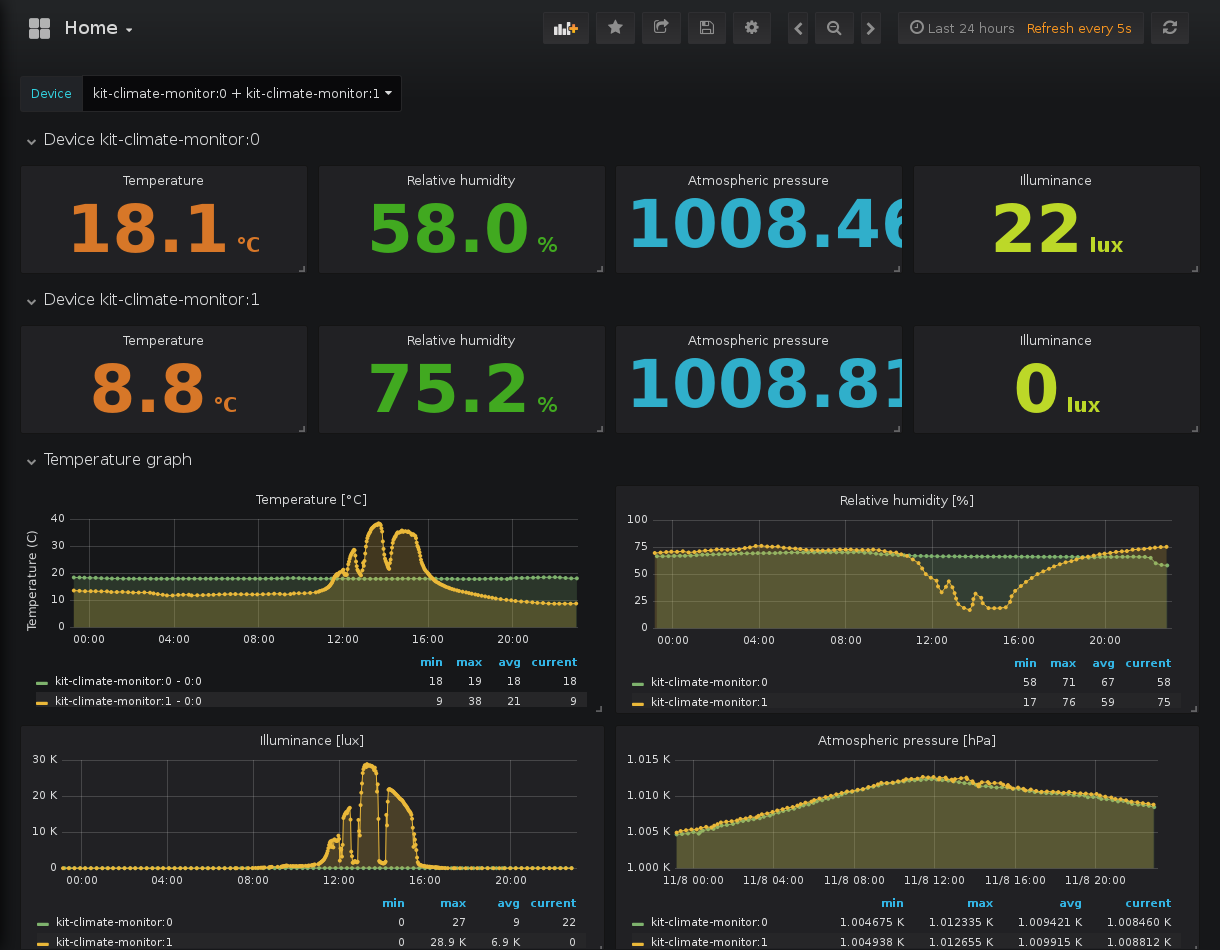 Home
Last 24 hours Refresh every 5s
Device kit-climate-monitor:0 + kit-climate-monitor:1
Device kit-climate-monitor:0
Temperature Relative humidity Atmospheric pressure Illuminance
18.1 °C 58.0 % 1008.46 22 lux
Device kit-climate-monitor:1
Temperature Relative humidity Atmospheric pressure Illuminance
8.8 °C 75.2 % 1008.81 0 lux
Temperature graph
Temperature [°C]
Temperature (C)
40
30
20
10
0
00:00 04:00 08:00 12:00 16:00 20:00
min max avg current
kit-climate-monitor:0 - 0:0 18 19 18 18
kit-climate-monitor:1 - 0:0 9 38 21 9
Relative humidity [%]
100
75
50
25
0
00:00 04:00 08:00 12:00 16:00 20:00
min max avg current
kit-climate-monitor:0 58 71 67 58
kit-climate-monitor:1 17 76 59 75
Illuminance [lux]
30 K
20 K
10 K
0
00:00 04:00 08:00 12:00 16:00 20:00
min max avg current
kit-climate-monitor:0 0 27 9 22
kit-climate-monitor:1 0 28.9 K 6.9 K 0
Atmospheric pressure [hPa]
1.015 K
1.010 K
1.005 K
1.000 K
11/8 00:00 11/8 04:00 11/8 08:00 11/8 12:00 11/8 16:00 11/8 20:00
min max avg current
kit-climate-monitor:0 1.004675 K 1.012335 K 1.009421 K 1.008460 K
kit-climate-monitor:1 1.004938 K 1.012655 K 1.009915 K 1.008812 K